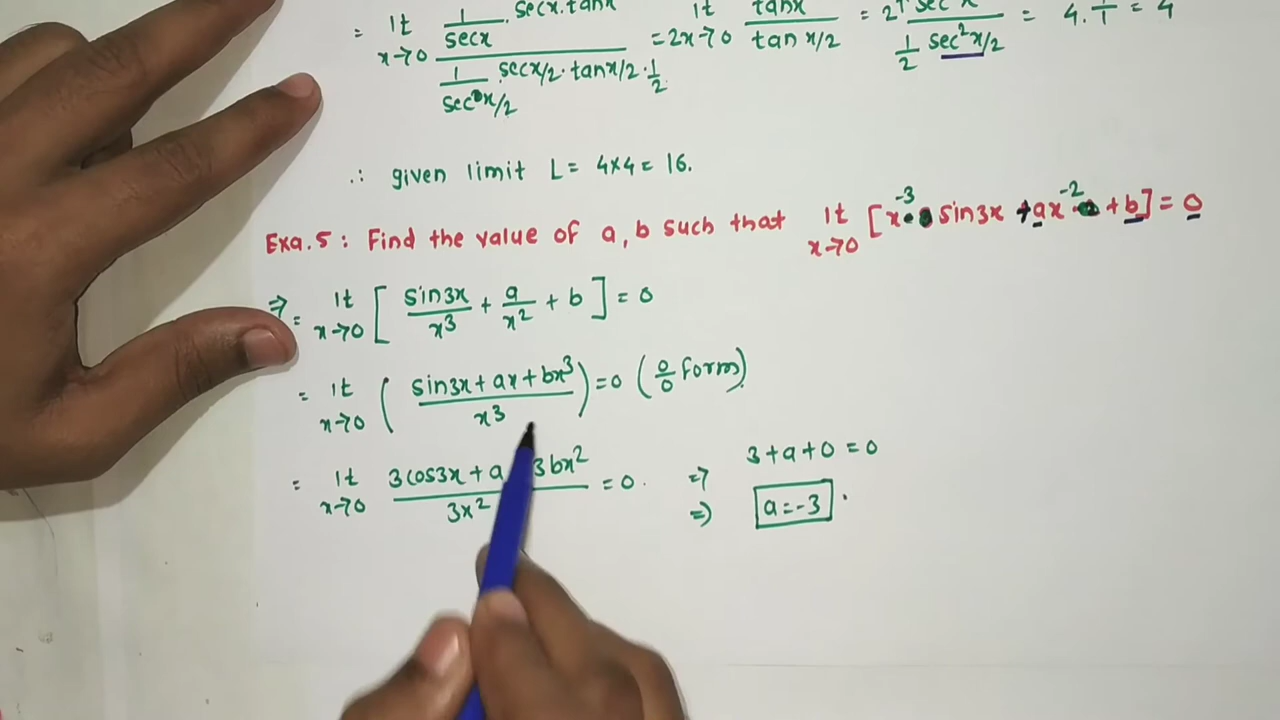 = lt x→0 1/secx . secx.tanx / 1/sec x/2 . secx/2 . tanx/2 . 1/2 = 2 lt x→0 tanx / tan x/2 = 2 / 1/2 sec²x/2 = 4 . 1/1 = 4
∴ given limit L = 4×4 = 16.
Exa.5 : Find the value of a, b such that lt x→0 [x⁻³ sin3x + ax⁻² + b] = 0
⇒ = lt x→0 [ sin3x/x³ + a/x² + b ] = 0
= lt x→0 ( sin3x + ax + bx³ / x³ ) = 0 ( 0/0 form ).
= lt x→0 3cos3x + a 3bx² / 3x² = 0. ⇒ 3+a+0 = 0
⇒ a = -3 .